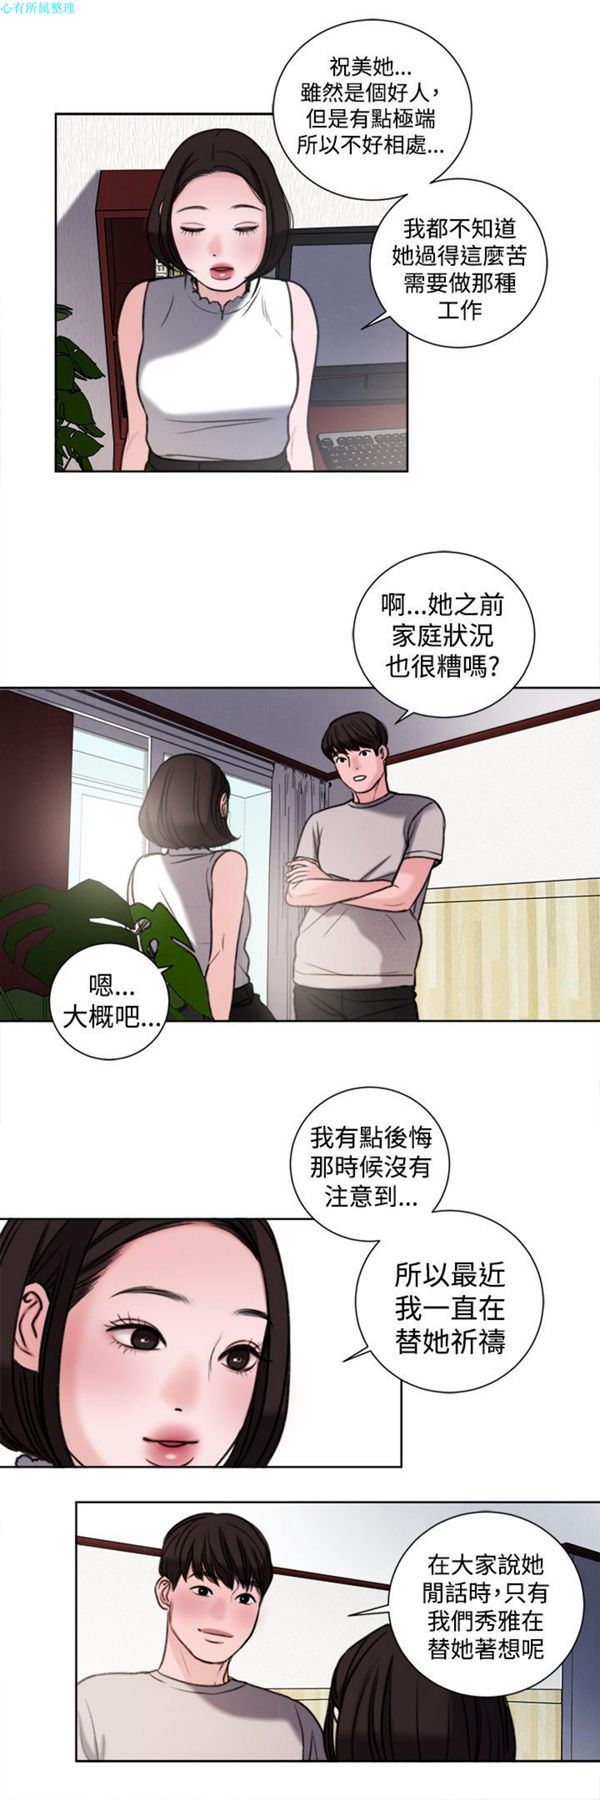 心有所属整理
祝美她...
雖然是個好人,
但是有點極端
所以不好相處...
我都不知道
她過得這麼苦
需要做那種
工作
啊...她之前
家庭狀況
也很糟嗎?
嗯...
大概吧...
我有點後悔
那時候沒有
注意到...
所以最近
我一直在
替她祈禱
在大家說她
閒話時,只有
我們秀雅在
替她著想呢